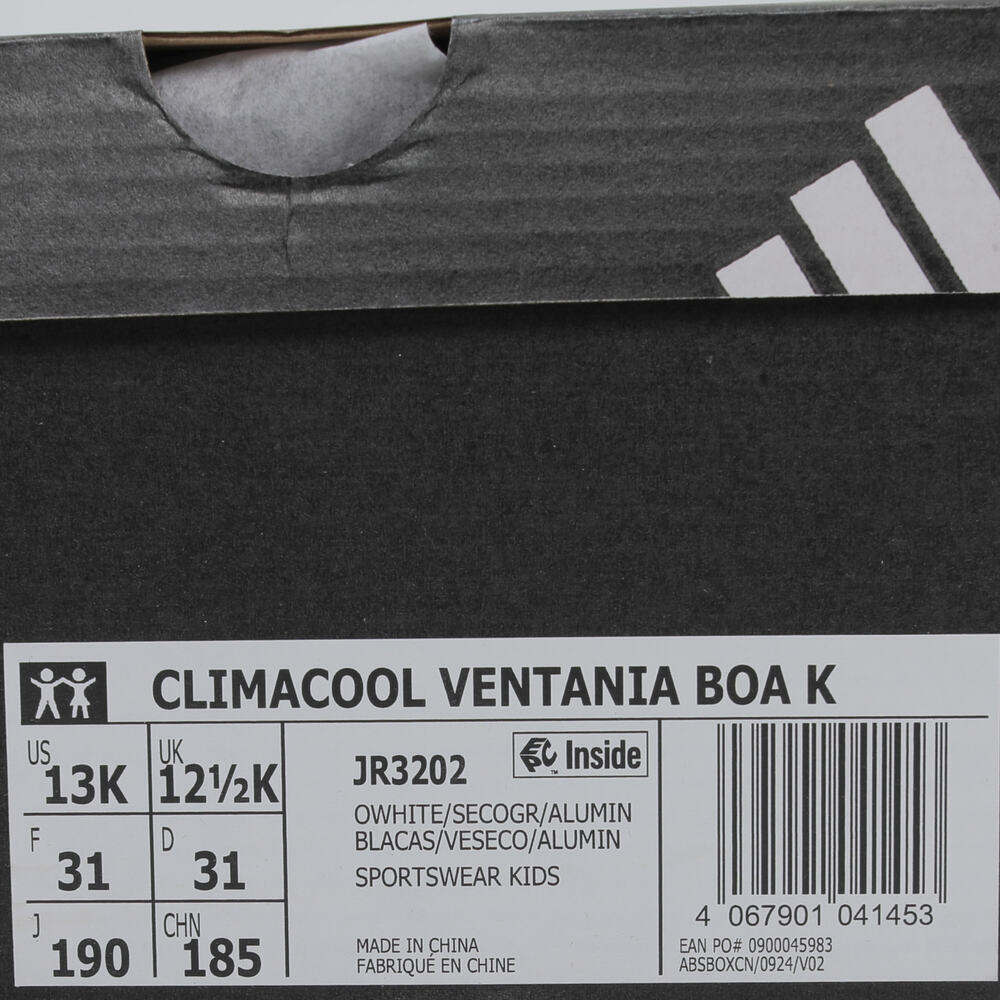 CLIMACOOL VENTANIA BOA K
US
13K
UK
12½K
F
31
D
31
J
190
CHN
185
JR3202
EPC Inside
™
OWHITE/SECOGR/ALUMIN
BLACAS/VESECO/ALUMIN
SPORTSWEAR KIDS
MADE IN CHINA
FABRIQUÉ EN CHINE
4 067901 041453
EAN PO# 0900045983
ABSBOXCN/0924/V02